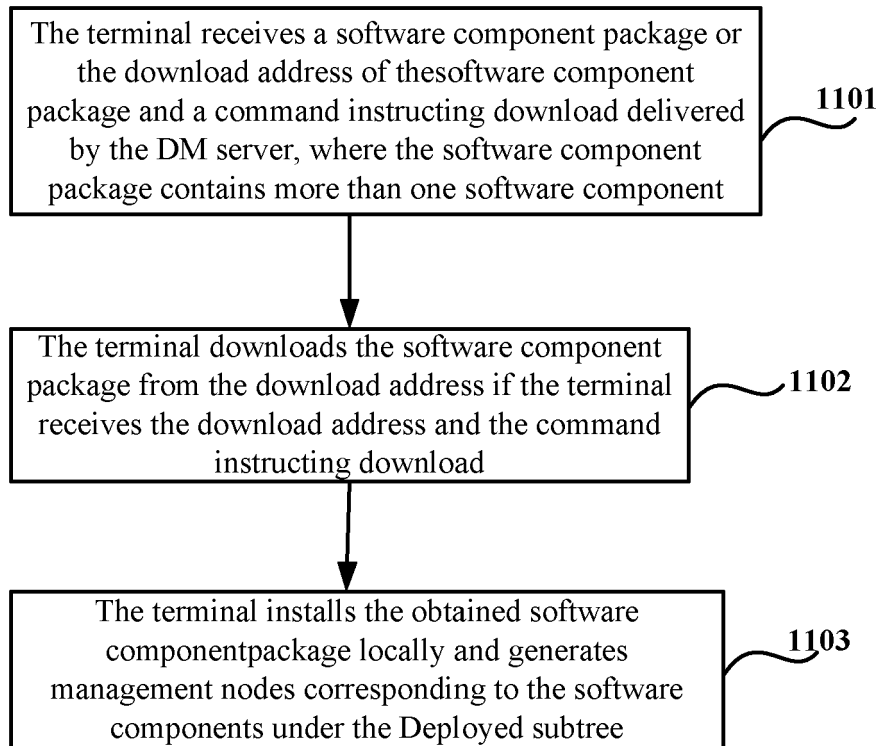 The terminal receives a software component package or
the download address of thesoftware component
package and a command instructing download delivered
by the DM server, where the software component
package contains more than one software component
1101
The terminal downloads the software component
package from the download address if the terminal
receives the download address and the command
instructing download
1102
The terminal installs the obtained software
componentpackage locally and generates
management nodes corresponding to the software
components under the Deployed subtree
1103